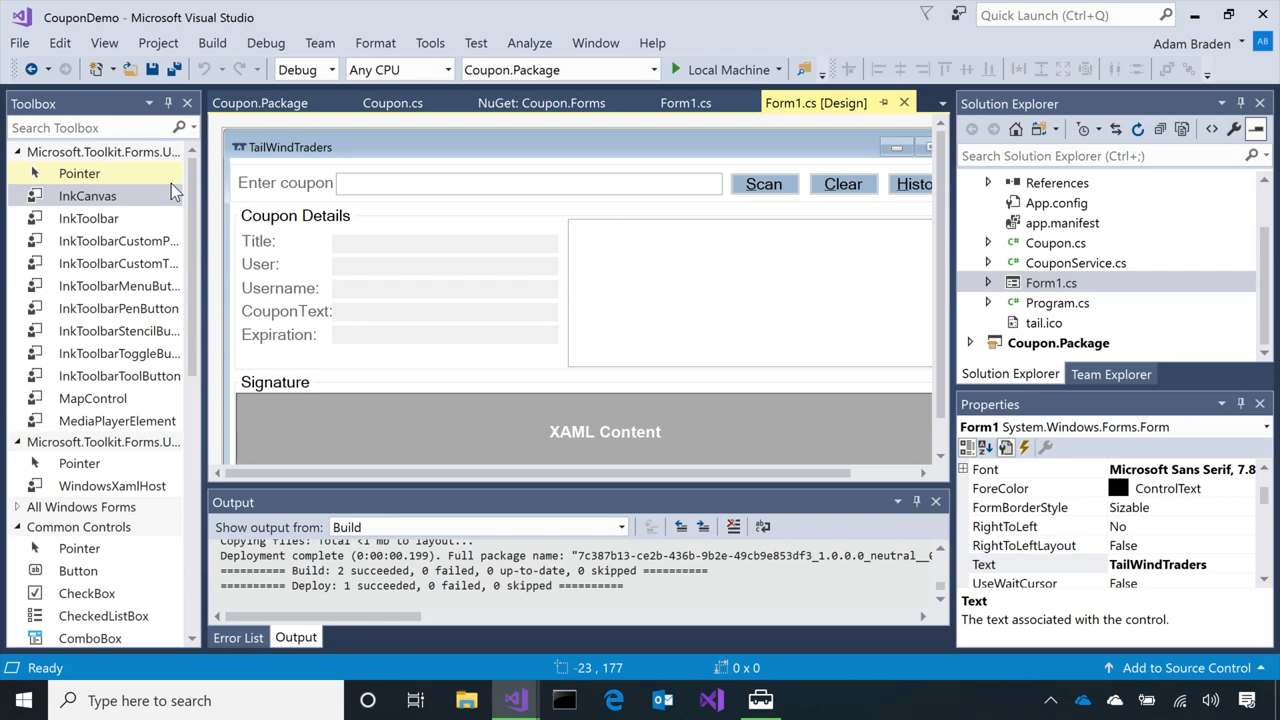 CouponDemo - Microsoft Visual Studio
Quick Launch (Ctrl+Q)
File Edit View Project Build Debug Team Format Tools Test Analyze Window Help
Adam Braden AB
Debug Any CPU Coupon.Package Local Machine
Toolbox
Search Toolbox
Microsoft.Toolkit.Forms.U...
Pointer
InkCanvas
InkToolbar
InkToolbarCustomP...
InkToolbarCustomT...
InkToolbarMenuBut...
InkToolbarPenButton
InkToolbarStencilBu...
InkToolbarToggleBu...
InkToolbarToolButton
MapControl
MediaPlayerElement
Microsoft.Toolkit.Forms.U...
Pointer
WindowsXamlHost
All Windows Forms
Common Controls
Pointer
Button
CheckBox
CheckedListBox
ComboBox
Coupon.Package Coupon.cs NuGet: Coupon.Forms Form1.cs Form1.cs [Design]
TailWindTraders
Enter coupon Scan Clear Histo
Coupon Details
Title:
User:
Username:
CouponText:
Expiration:
Signature
XAML Content
Output
Show output from: Build
Copying files: Total <1 mb to layout...
Deployment complete (0:00:00.199). Full package name: "7c387b13-ce2b-436b-9b2e-49cb9e853df3_1.0.0.0_neutral__
========== Build: 2 succeeded, 0 failed, 0 up-to-date, 0 skipped ==========
========== Deploy: 1 succeeded, 0 failed, 0 skipped ==========
Error List Output
Solution Explorer
Search Solution Explorer (Ctrl+;)
References
App.config
app.manifest
Coupon.cs
CouponService.cs
Form1.cs
Program.cs
tail.ico
Coupon.Package
Solution Explorer Team Explorer
Properties
Form1 System.Windows.Forms.Form
Font Microsoft Sans Serif, 7.8
ForeColor ControlText
FormBorderStyle Sizable
RightToLeft No
RightToLeftLayout False
Text TailWindTraders
UseWaitCursor False
Text
The text associated with the control.
Ready -23 , 177 0 x 0 Add to Source Control
Type here to search